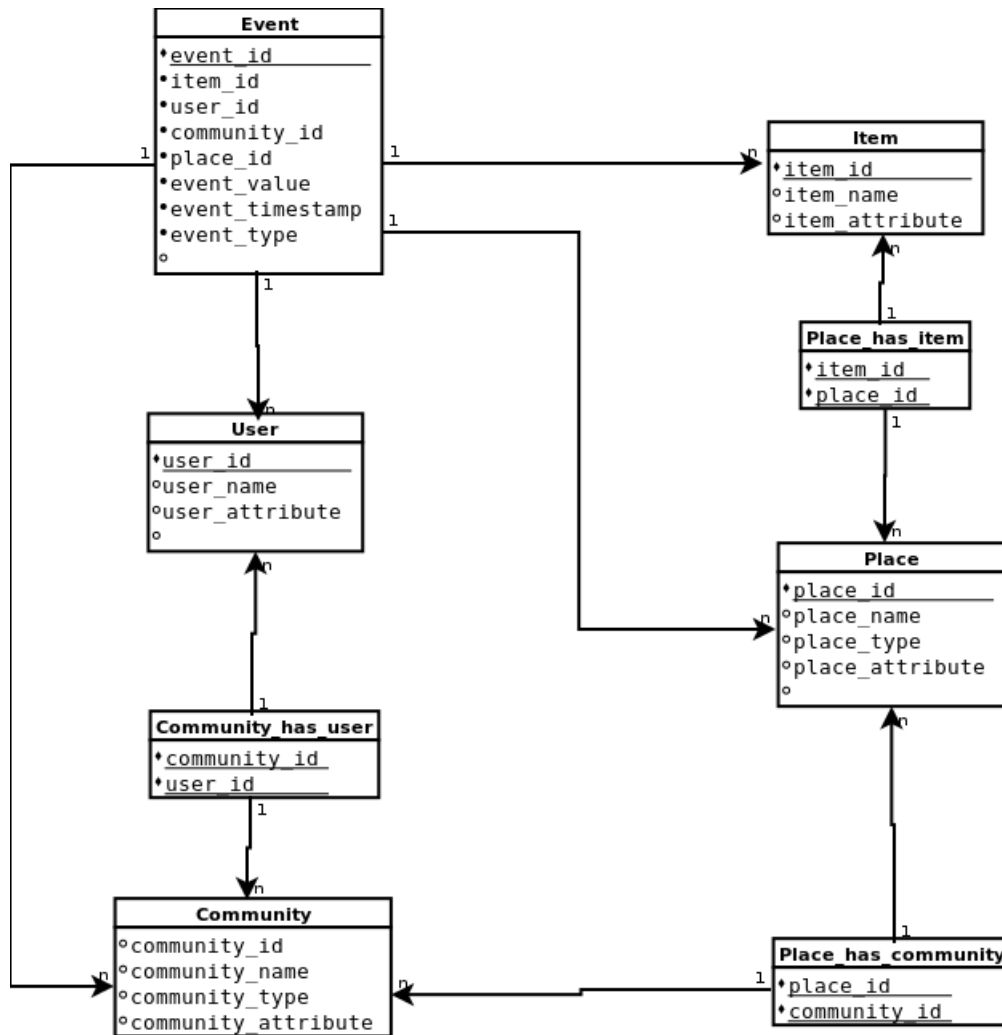 Event
event_id
item_id
user_id
community_id
place_id
event_value
event_timestamp
event_type
1
1
1
1
n
Item
item_id
item_name
item_attribute
n
1
Place_has_item
item_id
place_id
1
n
User
user_id
user_name
user_attribute
n
n
Place
place_id
place_name
place_type
place_attribute
n
n
1
Community_has_user
community_id
user_id
1
n
Community
community_id
community_name
community_type
community_attribute
n
n
1
1
Place_has_community
place_id
community_id